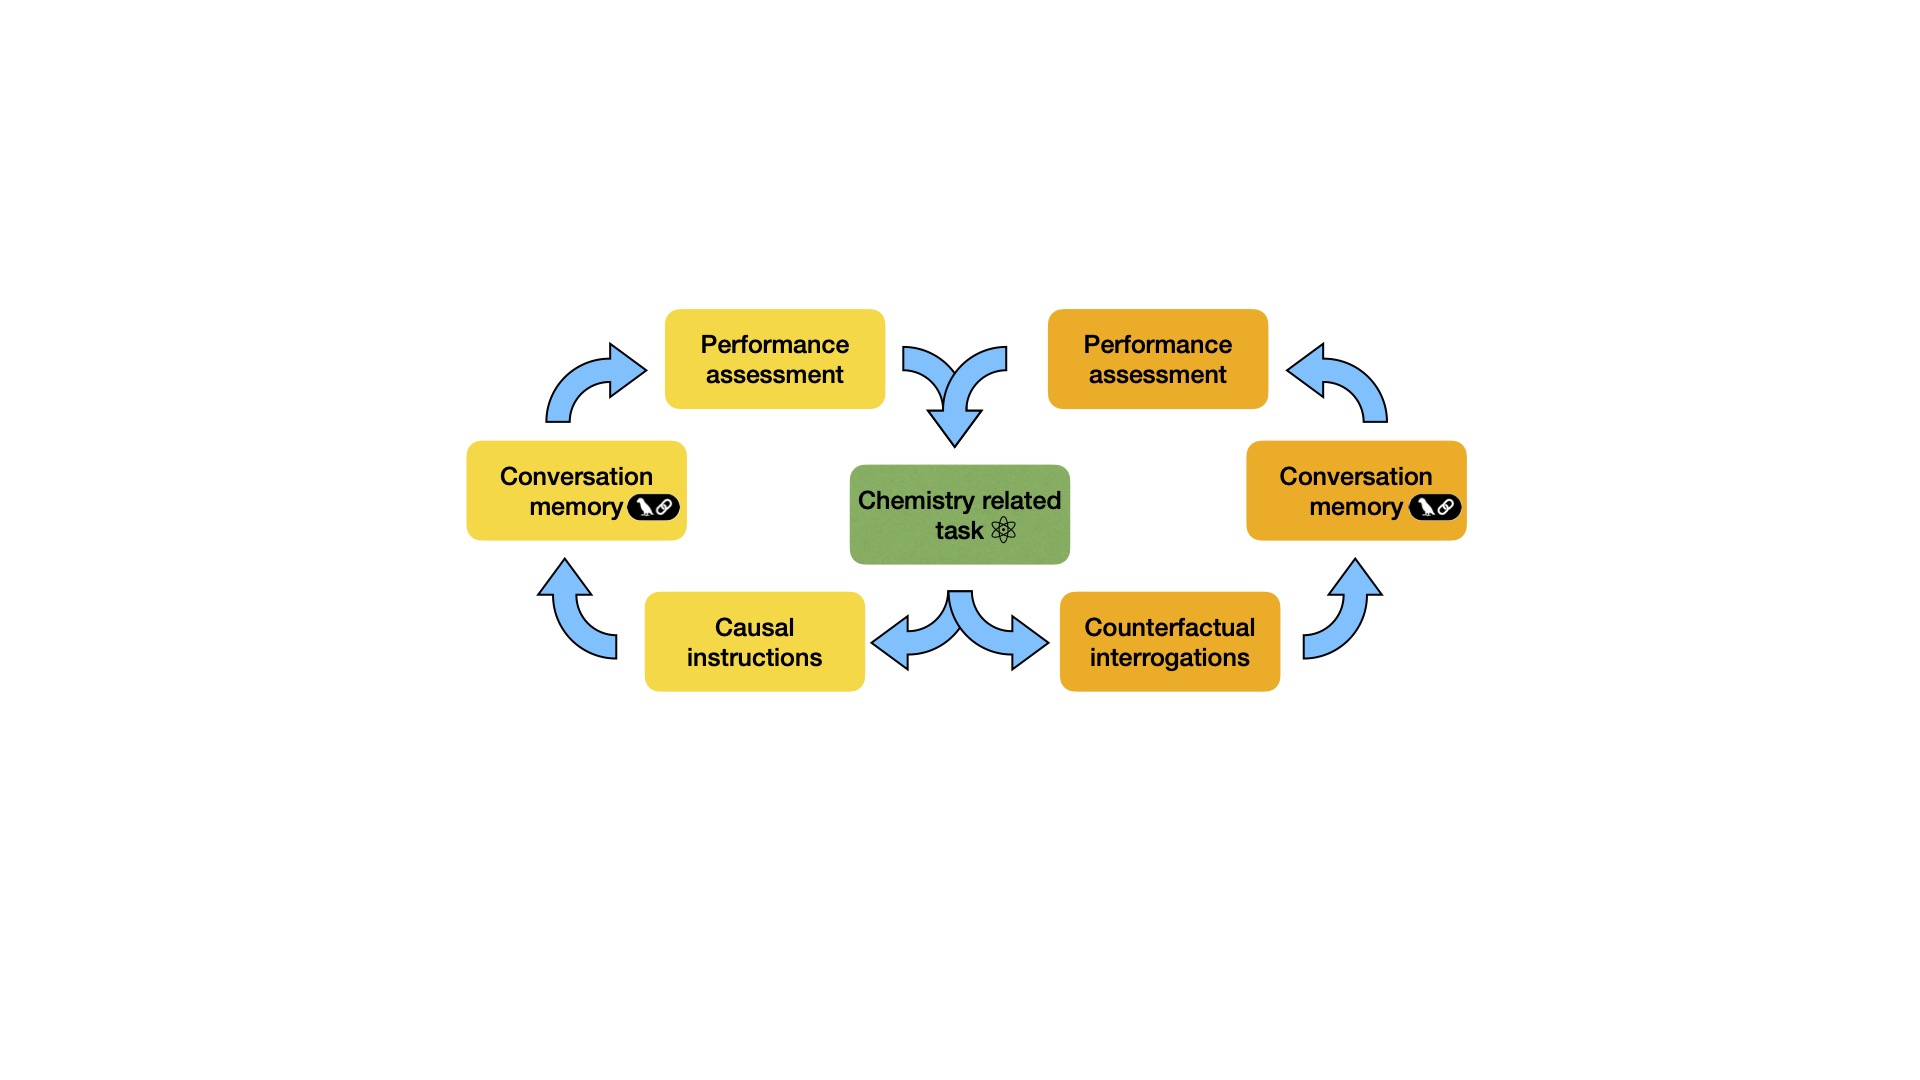 Performance
assessment
Performance
assessment
Conversation
memory
Chemistry related
task
Conversation
memory
Causal
instructions
Counterfactual
interrogations